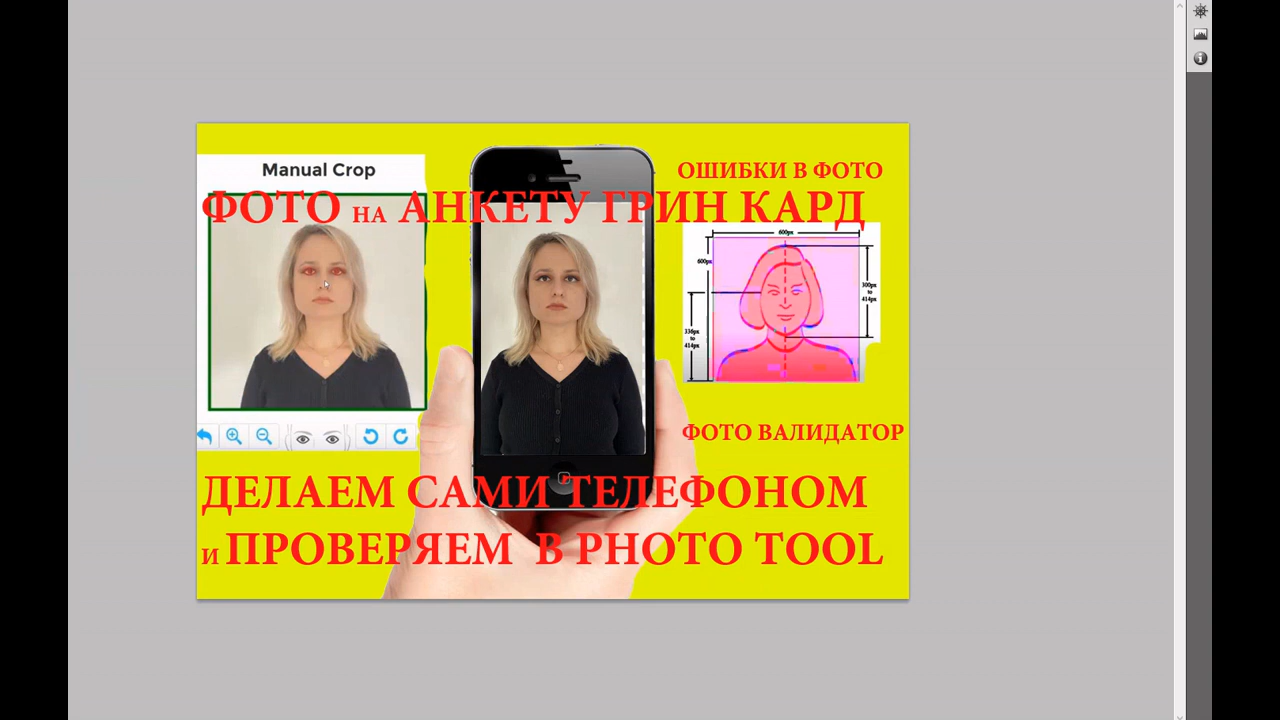 Manual Crop
ОШИБКИ В ФОТО
ФОТО НА АНКЕТУ ГРИН КАРД
600px
600px
300px
to
414px
336px
to
414px
ФОТО ВАЛИДАТОР
ДЕЛАЕМ САМИ ТЕЛЕФОНОМ
И ПРОВЕРЯЕМ В PHOTO TOOL